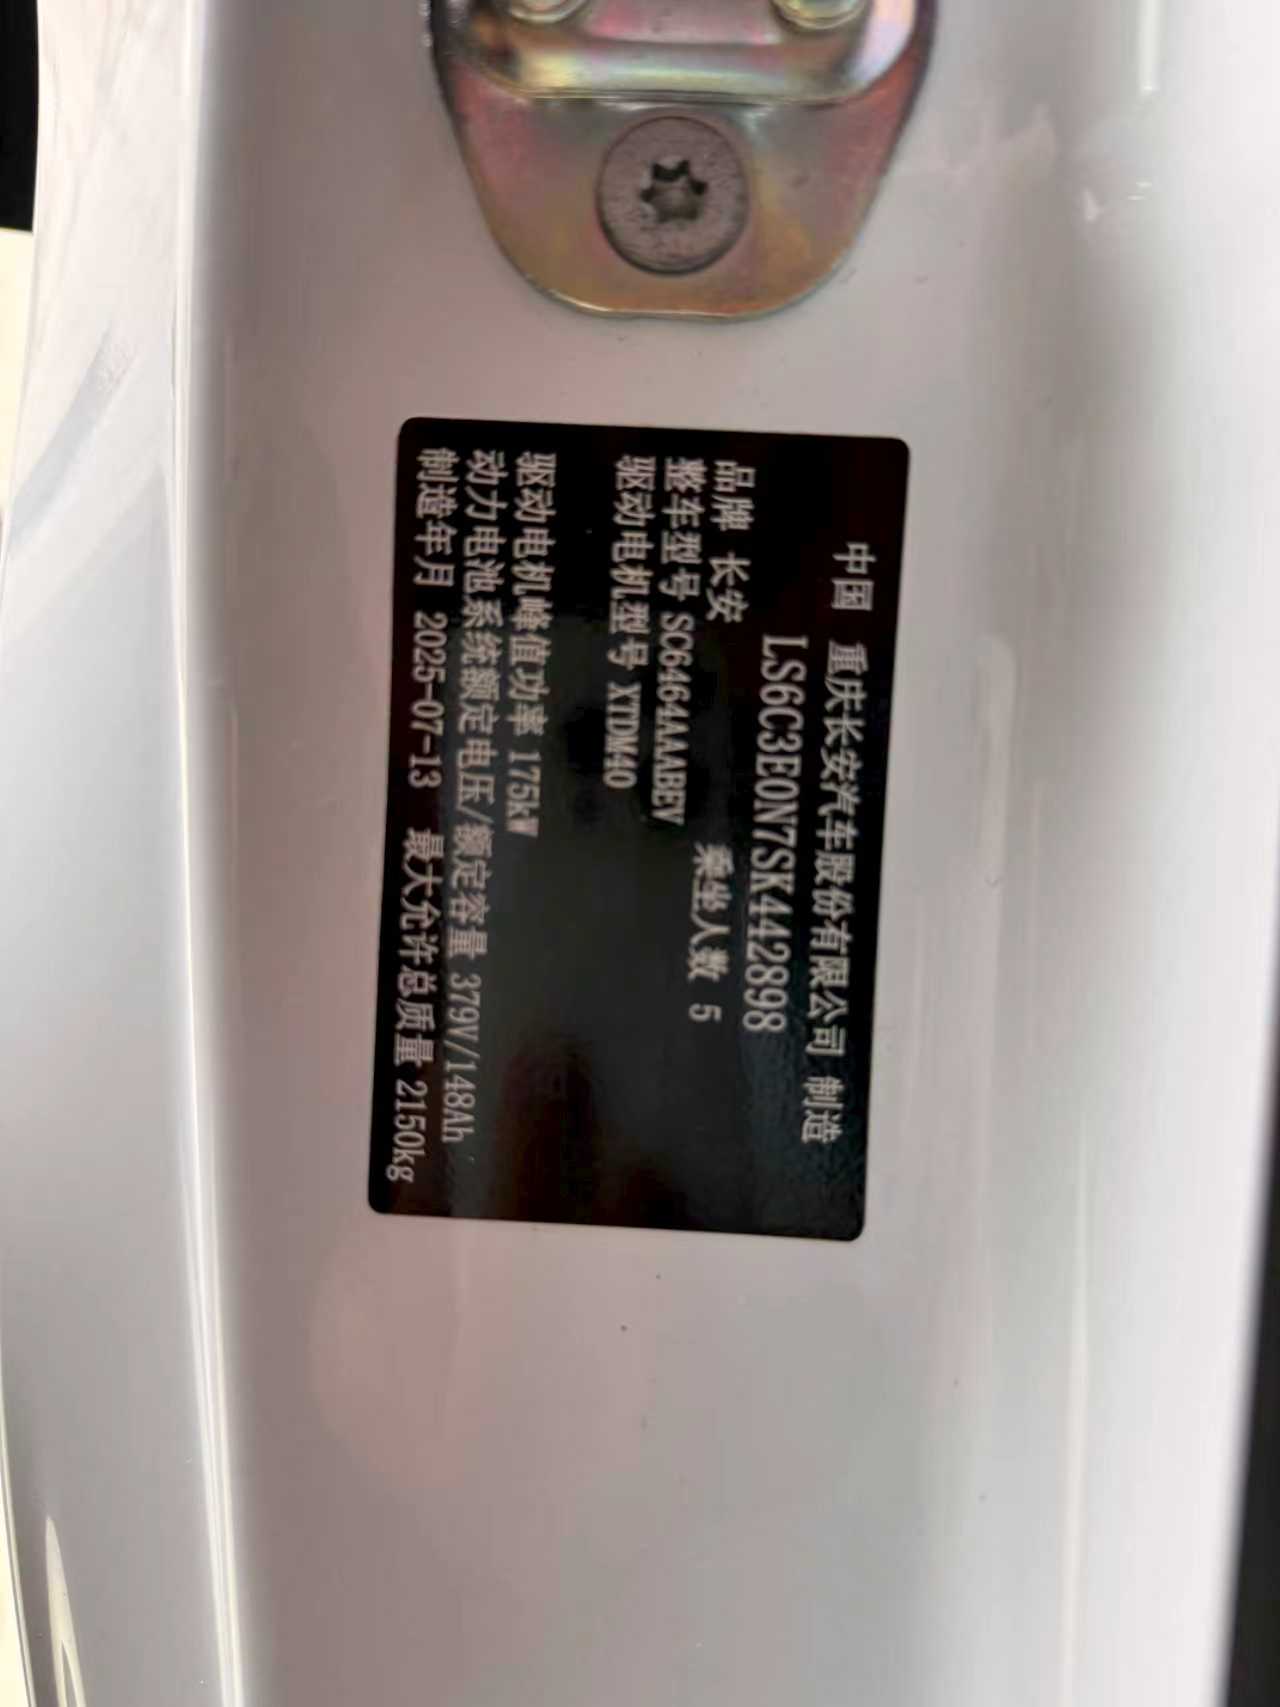 中国 重庆长安汽车股份有限公司 制造
LS6C3E0N7SK442898
品牌 长安 乘坐人数 5
整车型号 SC6464AAABEV
驱动电机型号 XTDM40
驱动电机峰值功率 175kW
动力电池系统额定电压/额定容量 379V/148Ah
制造年月 2025-07-13 最大允许总质量 2150kg